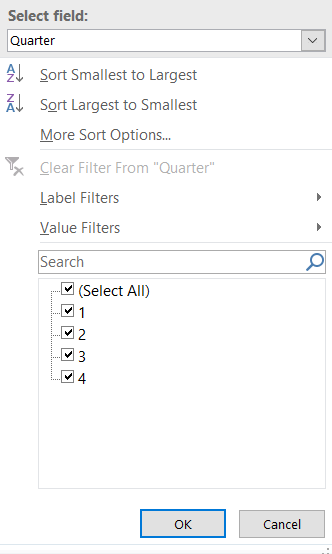 Select field:
Quarter
A
Z
Sort Smallest to Largest
Z
A
Sort Largest to Smallest
More Sort Options...
Clear Filter From "Quarter"
Label Filters
Value Filters
Search
(Select All)
1
2
3
4
OK
Cancel